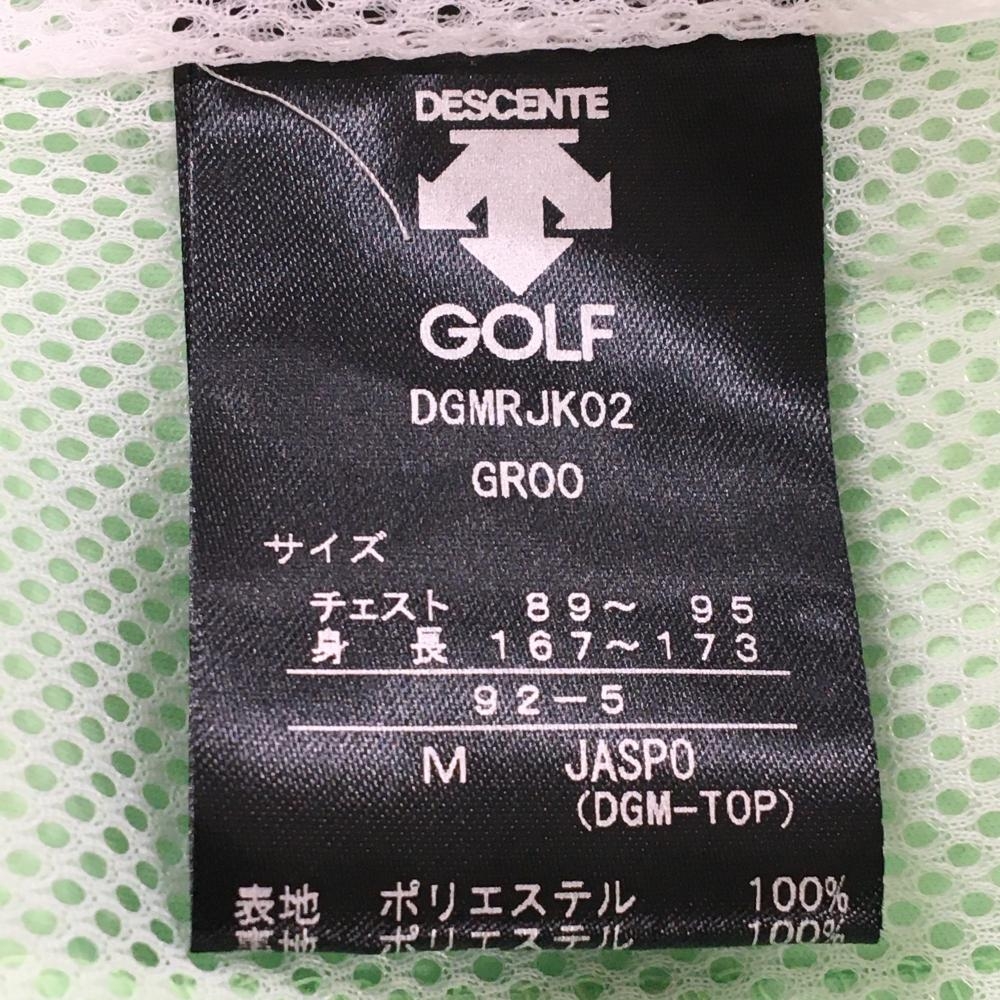 DESCENTE
GOLF
DGMRJK02
GR00
サイズ
チェスト 89～ 95
身 長 167～173
92－5
M JASPO
(DGM-TOP)
表地 ポリエステル 100%
裏地 ポリエステル 100%